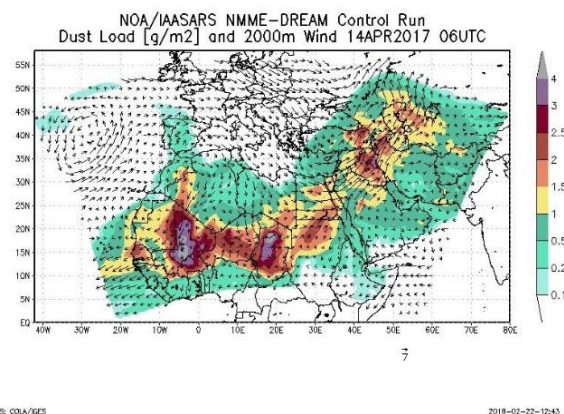 NOA/IAASARS NMME-DREAM Control Run
Dust Load [g/m2] and 2000m Wind 14APR2017 06UTC
55N
50N
45N
40N
35N
30N
25N
20N
15N
10N
5N
EQ
40W 30W 20W 10W 0 10E 20E 30E 40E 50E 60E 70E 80E
4
3
2.5
2
1.5
1
0.5
0.2
0.1
7
S: COLA/IGES
2018-02-22-12:43